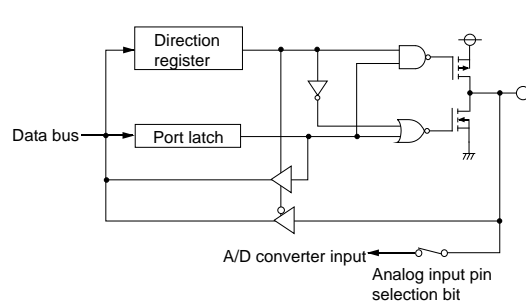 Direction
register
Data bus
Port latch
A/D converter input
Analog input pin
selection bit